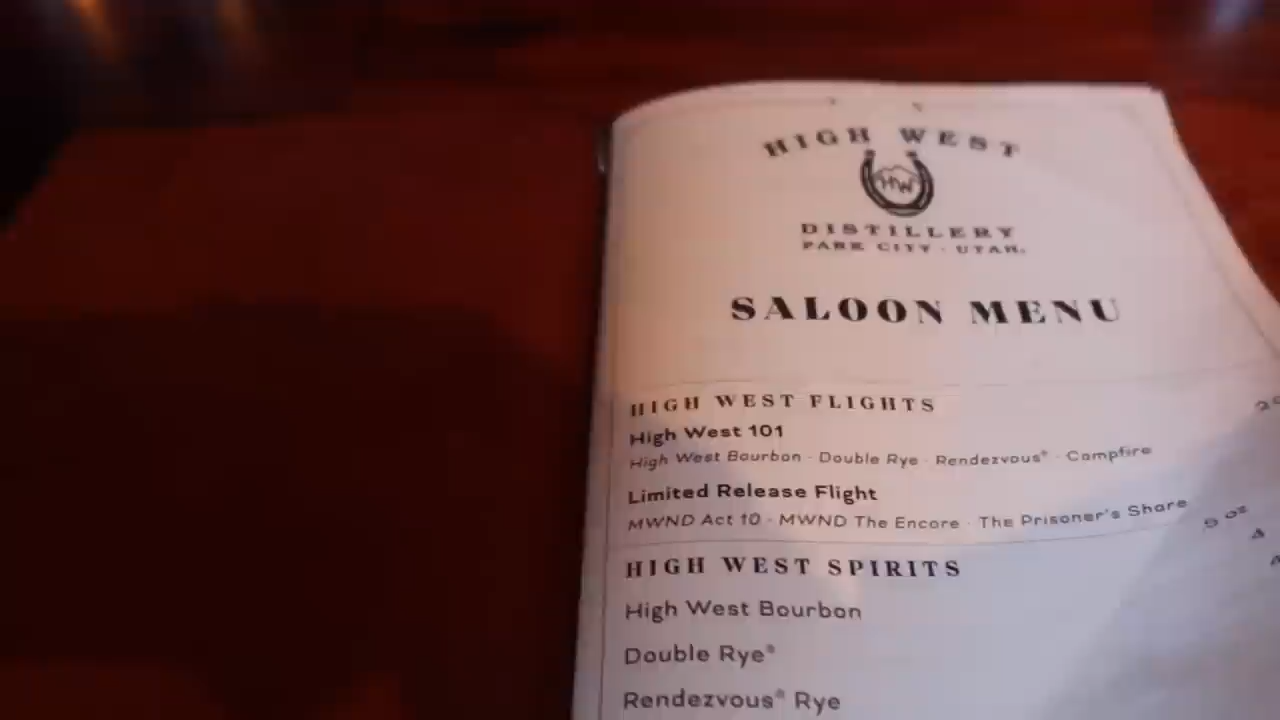 HIGH WEST
HW
DISTILLERY
PARK CITY · UTAH.
SALOON MENU
HIGH WEST FLIGHTS
High West 101
High West Bourbon · Double Rye · Rendezvous® · Campfire
Limited Release Flight
MWND Act 10 · MWND The Encore · The Prisoner's Share
HIGH WEST SPIRITS
High West Bourbon
Double Rye®
Rendezvous® Rye